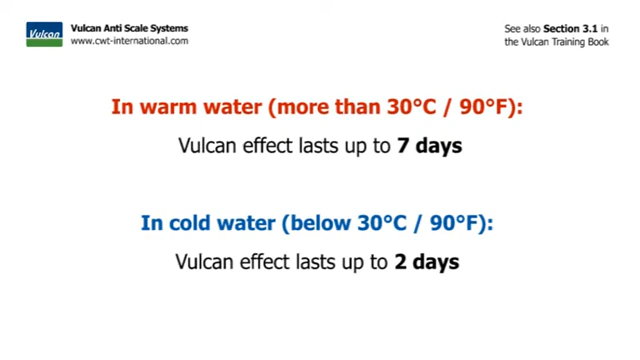 Vulcan
Vulcan Anti Scale Systems
www.cwt-international.com
See also Section 3.1 in
the Vulcan Training Book
In warm water (more than 30°C / 90°F):
Vulcan effect lasts up to 7 days
In cold water (below 30°C / 90°F):
Vulcan effect lasts up to 2 days